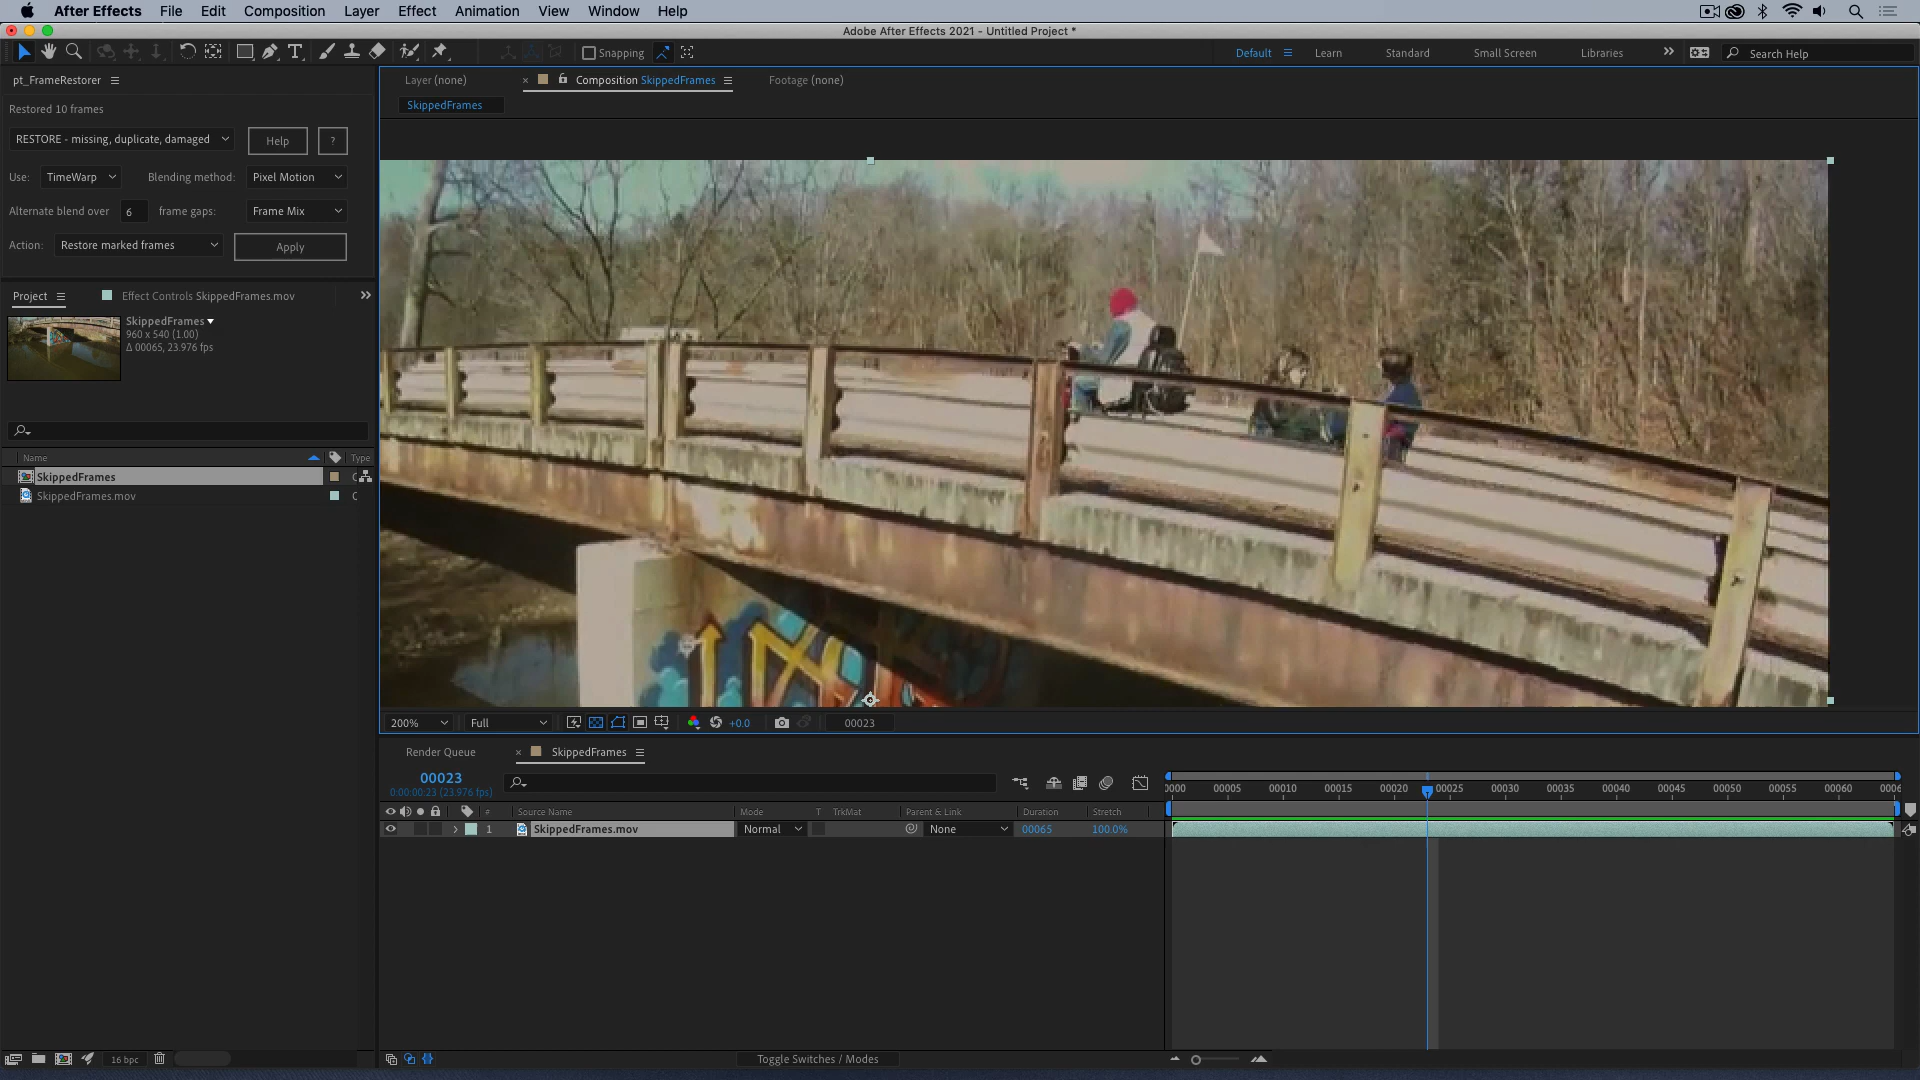 After Effects File Edit Composition Layer Effect Animation View Window Help
Adobe After Effects 2021 - Untitled Project *
Snapping Default Learn Standard Small Screen Libraries Search Help
pt_FrameRestorer
Restored 10 frames
RESTORE - missing, duplicate, damaged Help ?
Use: TimeWarp Blending method: Pixel Motion
Alternate blend over 6 frame gaps: Frame Mix
Action: Restore marked frames Apply
Project Effect Controls SkippedFrames.mov
SkippedFrames
960 x 540 (1.00)
Δ 00065, 23.976 fps
Name Type
SkippedFrames C
SkippedFrames.mov C
16 bpc
Layer (none) × Composition SkippedFrames Footage (none)
SkippedFrames
200% Full +0.0 00023
Render Queue × SkippedFrames
00023
0:00:00:23 (23.976 fps)
0000 00005 00010 00015 00020 00025 00030 00035 00040 00045 00050 00055 00060 0006
# Source Name Mode T TrkMat Parent & Link Duration Stretch
1 SkippedFrames.mov Normal None 00065 100.0%
Toggle Switches / Modes